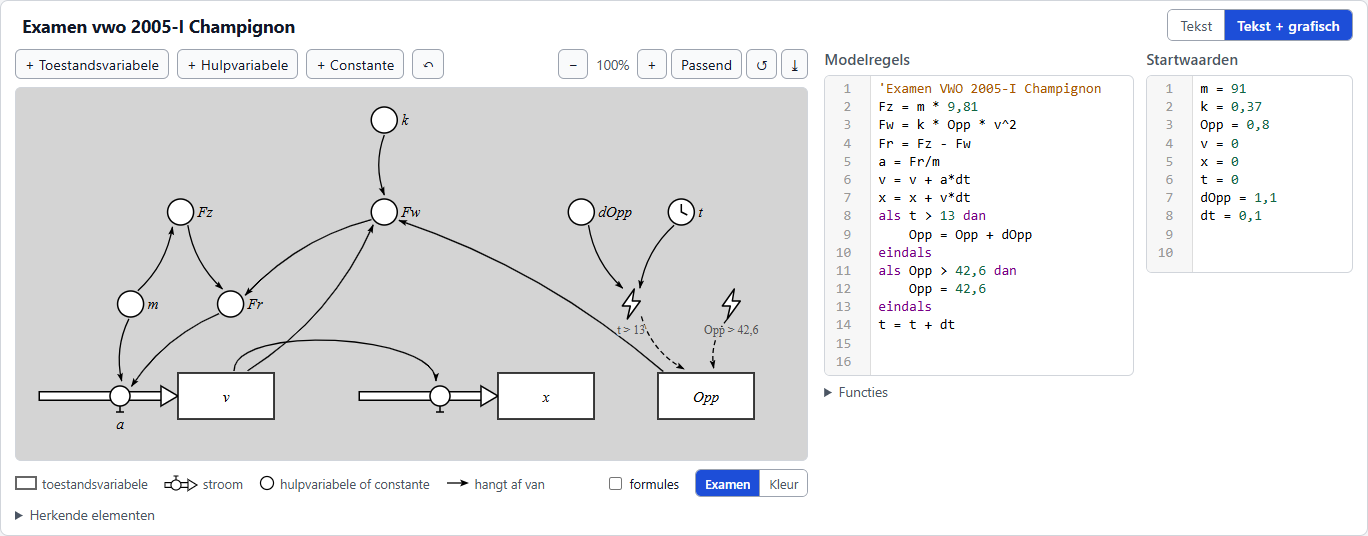 Examen vwo 2005-I Champignon
Tekst
Tekst + grafisch
+ Toestandsvariabele
+ Hulpvariabele
+ Constante
↶
−
100%
+
Passend
↺
⤓
k
Fz
Fw
dOpp
t
m
Fr
t > 13
Opp > 42,6
v
x
Opp
a
toestandsvariabele
stroom
hulpvariabele of constante
hangt af van
formules
Examen
Kleur
Herkende elementen
Modelregels
1 'Examen VWO 2005-I Champignon
2 Fz = m * 9,81
3 Fw = k * Opp * v^2
4 Fr = Fz - Fw
5 a = Fr/m
6 v = v + a*dt
7 x = x + v*dt
8 als t > 13 dan
9 Opp = Opp + dOpp
10 eindals
11 als Opp > 42,6 dan
12 Opp = 42,6
13 eindals
14 t = t + dt
15
16
Functies
Startwaarden
1 m = 91
2 k = 0,37
3 Opp = 0,8
4 v = 0
5 x = 0
6 t = 0
7 dOpp = 1,1
8 dt = 0,1
9
10